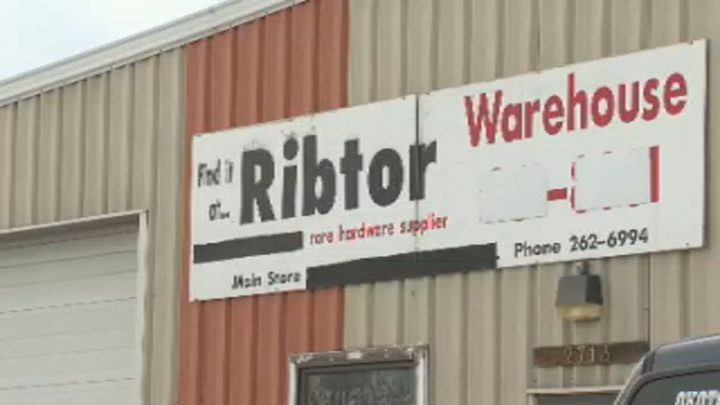 Find it
at...
Ribtor
Warehouse
rare hardware supplier
Main Store
Phone 262-6994